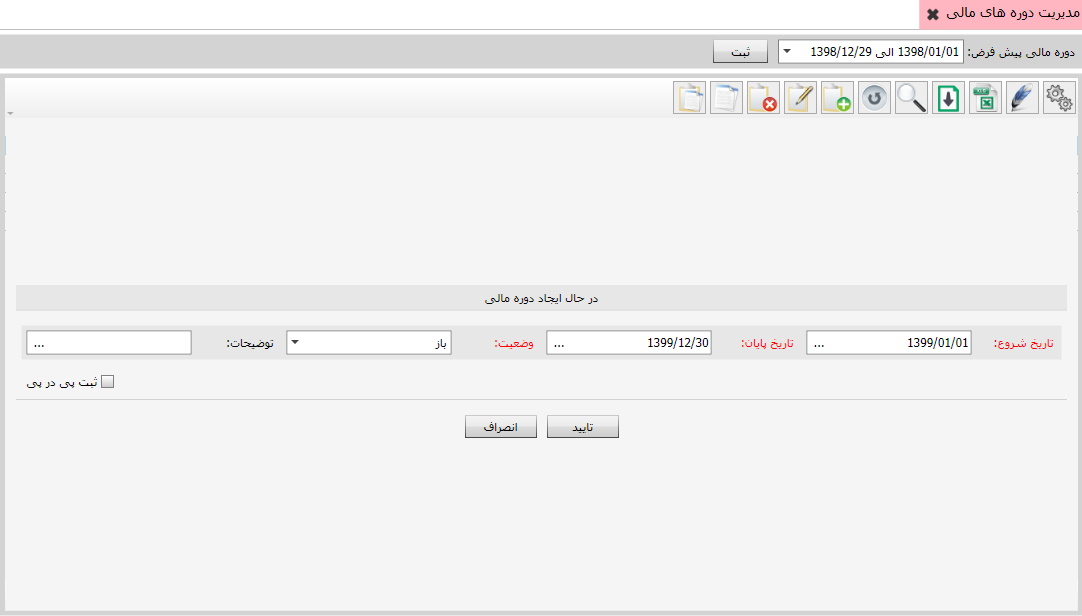 مدیریت دوره های مالی
دوره مالی پیش فرض: 1398/01/01 الی 1398/12/29 ثبت
در حال ایجاد دوره مالی
تاریخ شروع: 1399/01/01 ... تاریخ پایان: 1399/12/30 ... وضعیت: باز توضیحات: ...
ثبت پی در پی
تایید انصراف